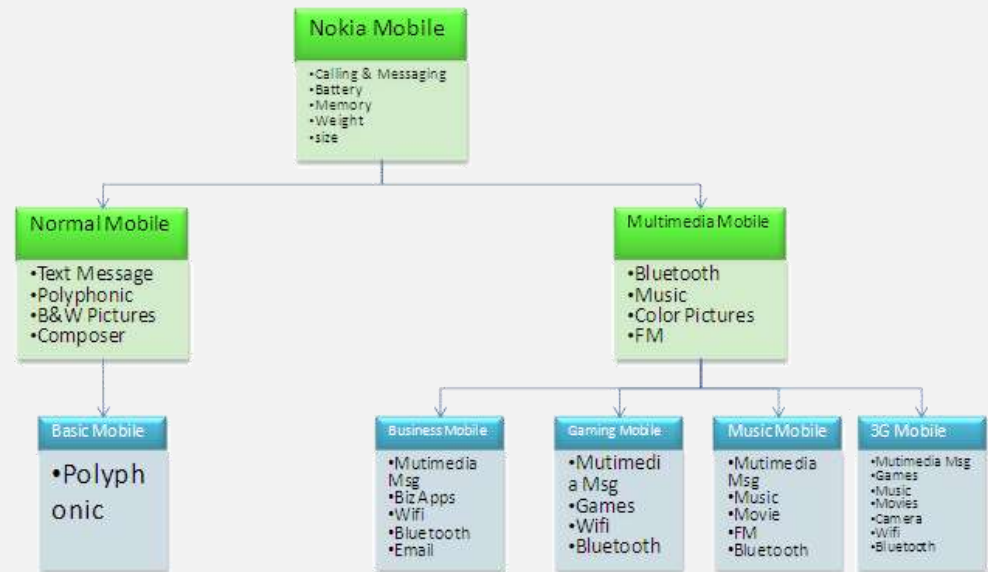 Nokia Mobile
•Calling & Messaging
•Battery
•Memory
•Weight
•size
Normal Mobile
•Text Message
•Polyphonic
•B&W Pictures
•Composer
Multimedia Mobile
•Bluetooth
•Music
•Color Pictures
•FM
Basic Mobile
•Polyph
onic
Business Mobile
•Mutimedia
Msg
•Biz Apps
•Wifi
•Bluetooth
•Email
Gaming Mobile
•Mutimedi
a Msg
•Games
•Wifi
•Bluetooth
Music Mobile
•Mutimedia
Msg
•Music
•Movie
•FM
•Bluetooth
3G Mobile
•Mutimedia Msg
•Games
•Music
•Movies
•Camera
•Wifi
•Bluetooth